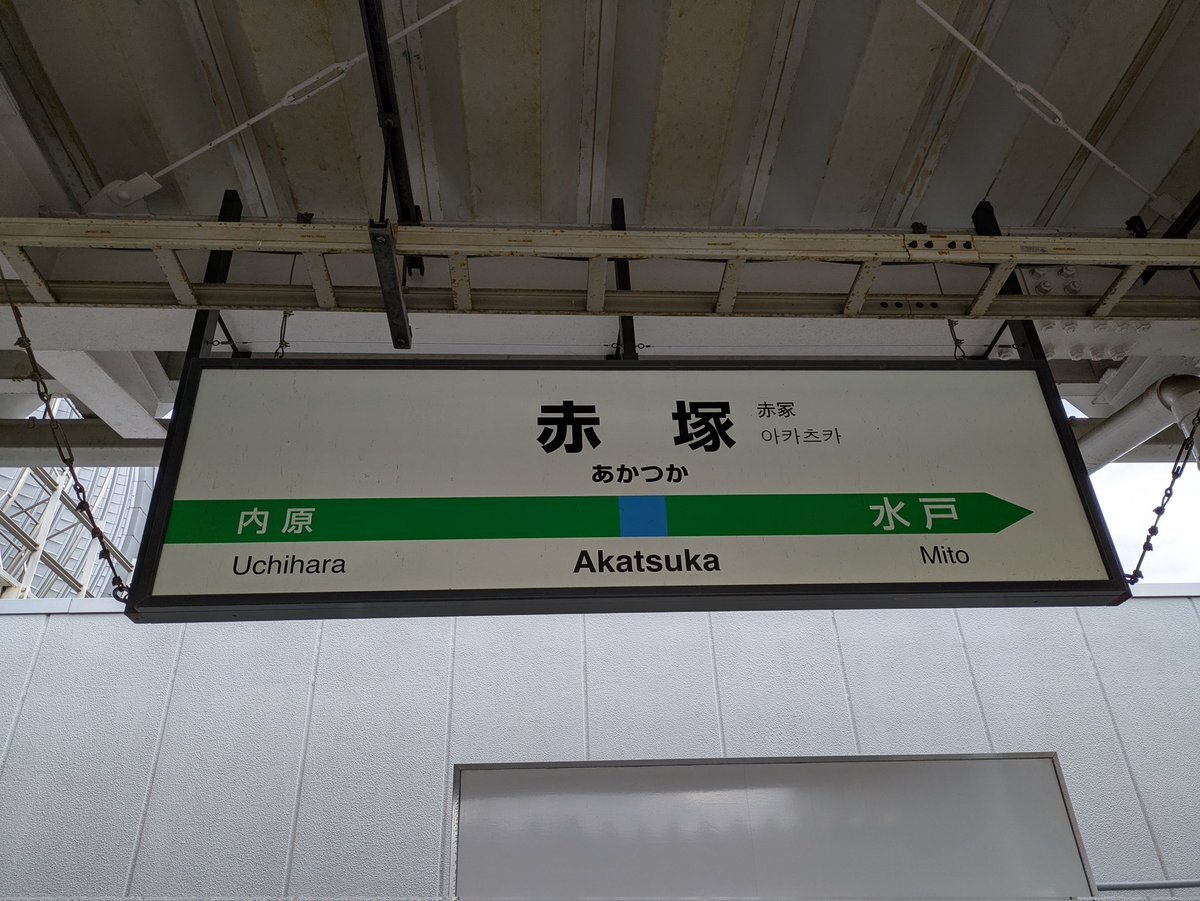 赤塚
赤冢
아카츠카
あかつか
内原
水戸
Uchihara
Akatsuka
Mito